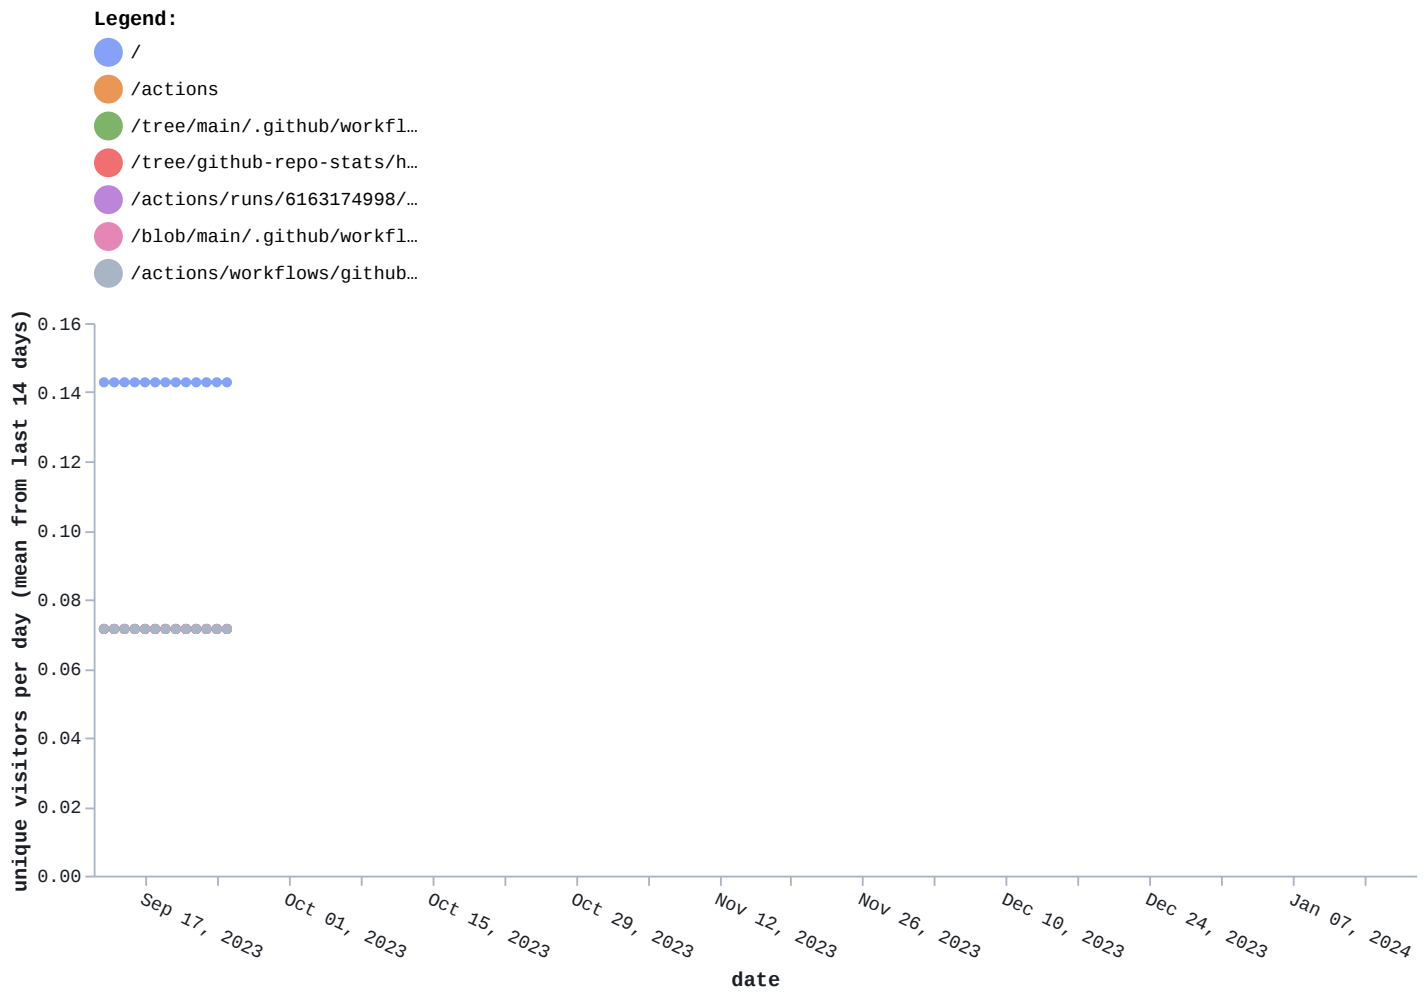 Legend:
/
/actions
/tree/main/.github/workfl…
/tree/github-repo-stats/h…
/actions/runs/6163174998/…
/blob/main/.github/workfl…
/actions/workflows/github…
unique visitors per day (mean from last 14 days)
0.16
0.14
0.12
0.10
0.08
0.06
0.04
0.02
0.00
Sep 17, 2023
Oct 01, 2023
Oct 15, 2023
Oct 29, 2023
Nov 12, 2023
Nov 26, 2023
Dec 10, 2023
Dec 24, 2023
Jan 07, 2024
date